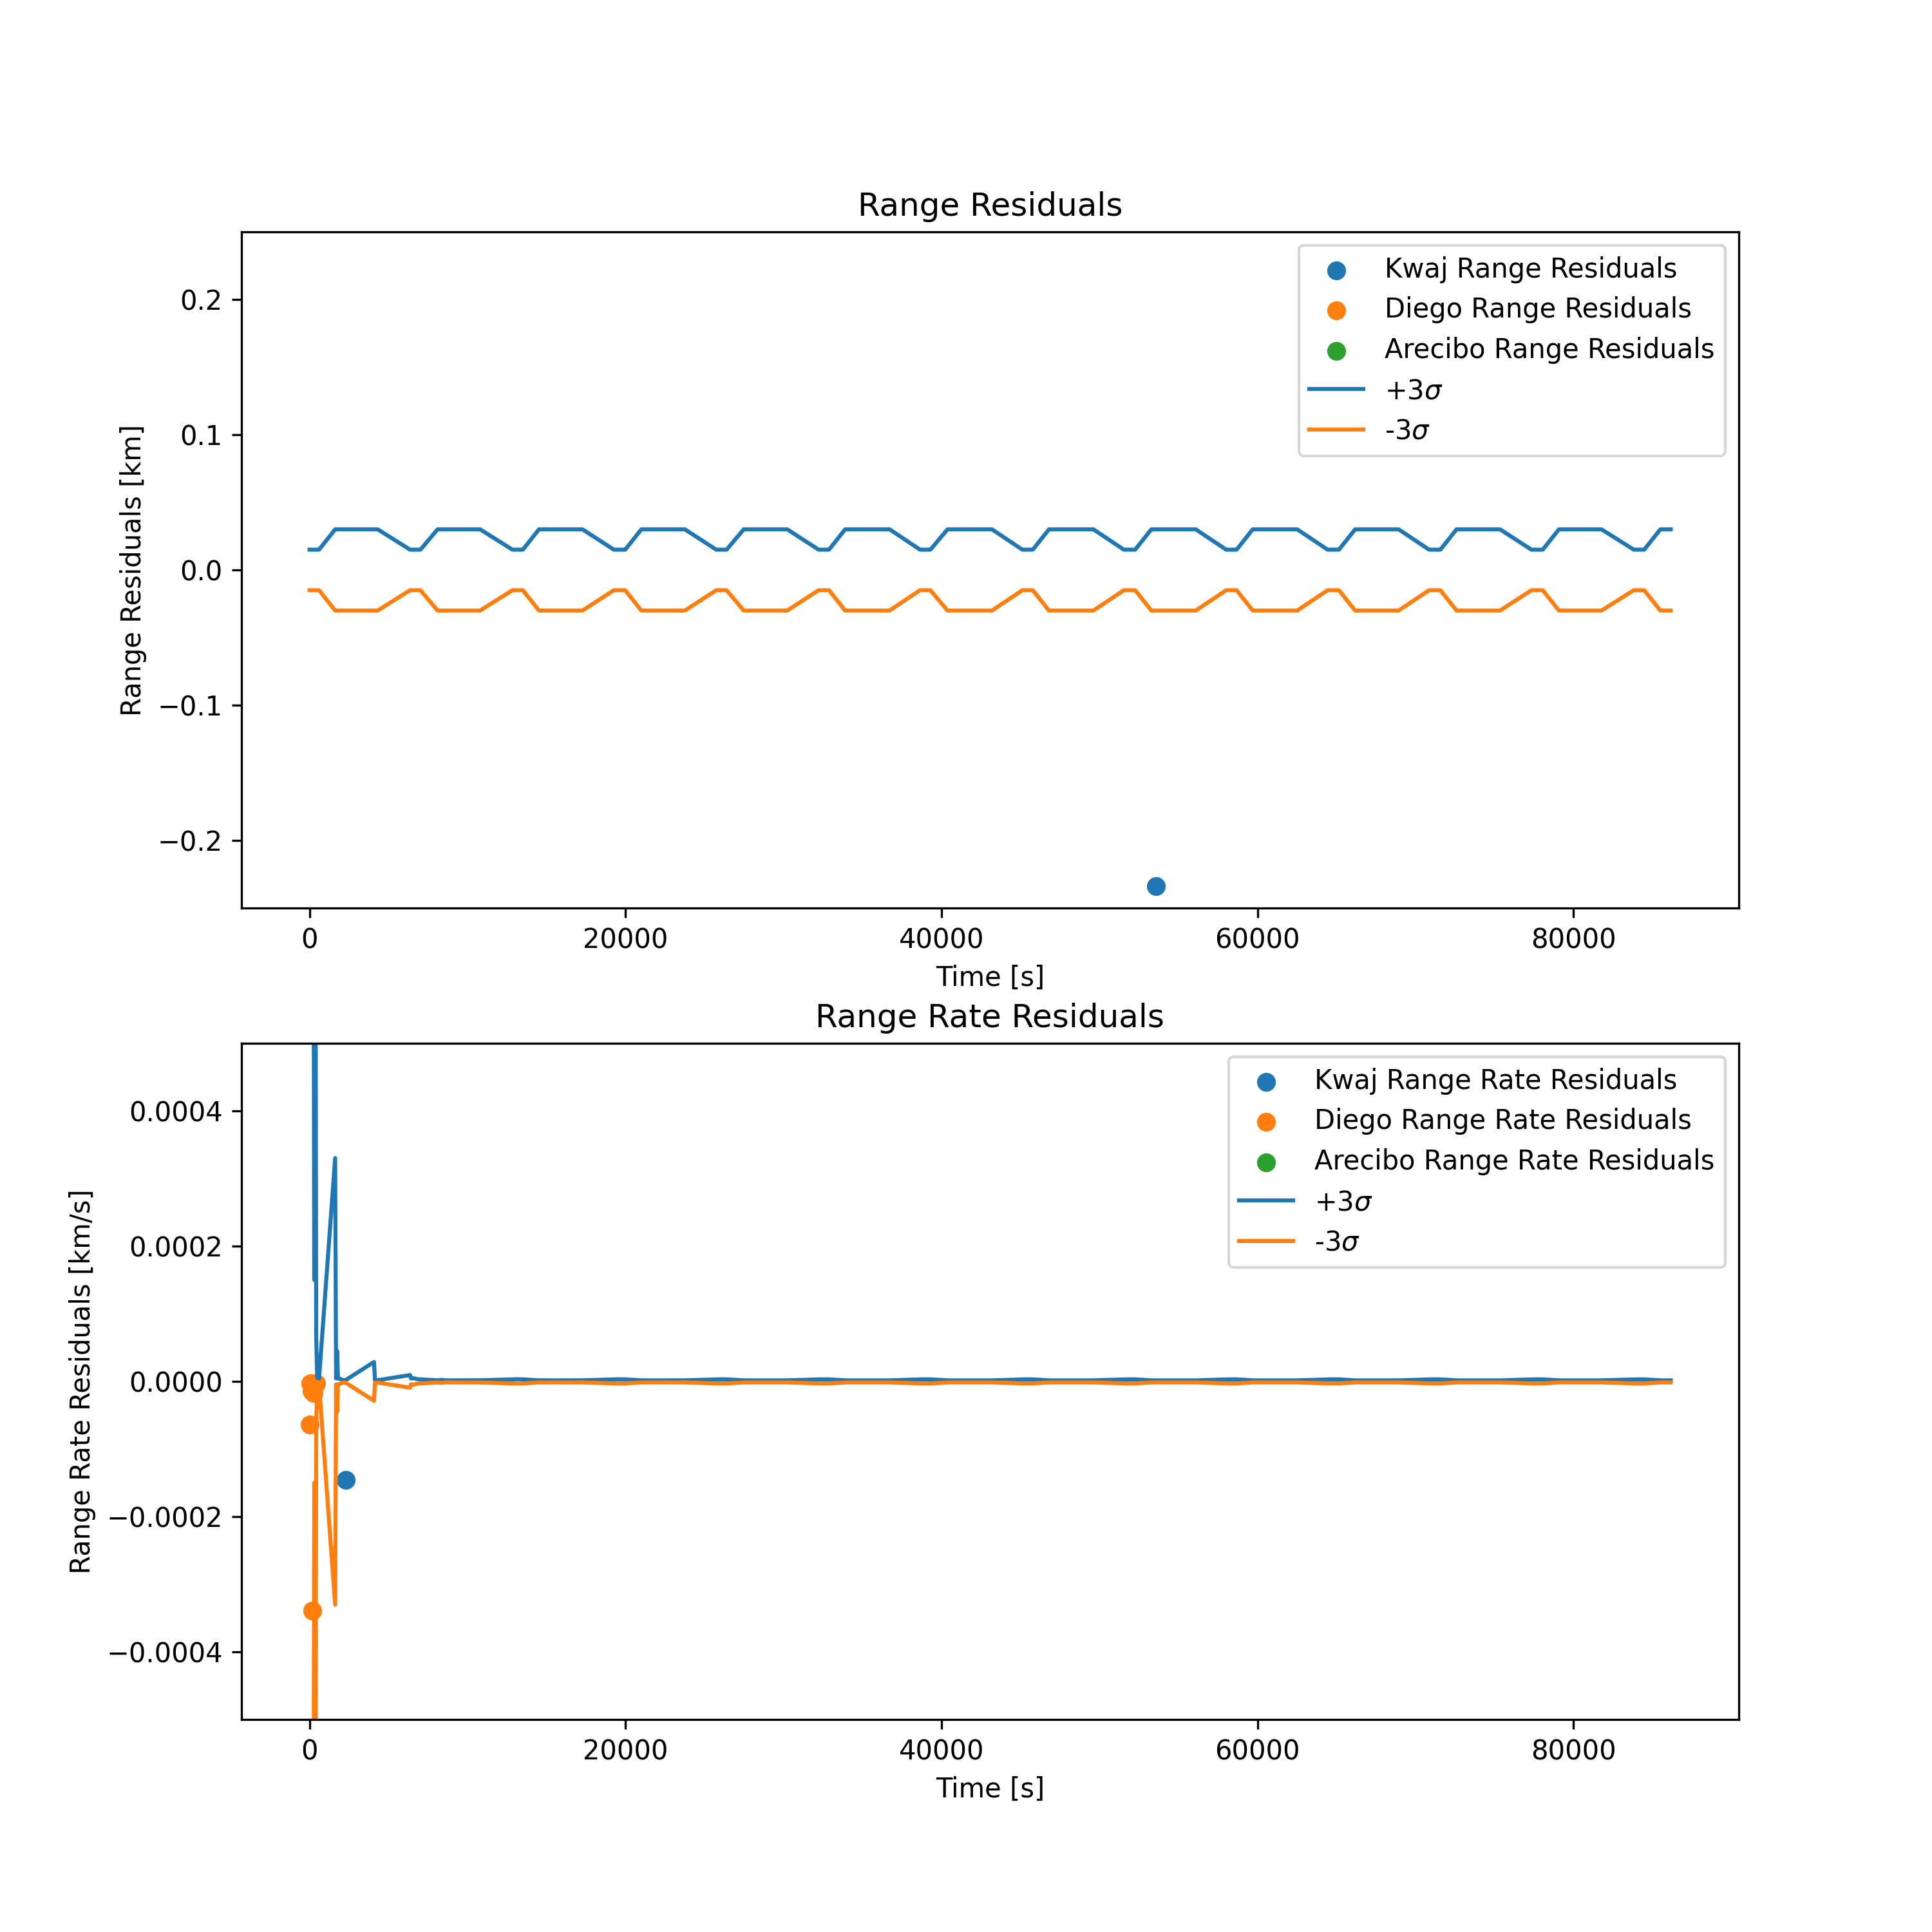 Range Residuals
Range Residuals [km]
0.2
0.1
0.0
−0.1
−0.2
Kwaj Range Residuals
Diego Range Residuals
Arecibo Range Residuals
+3σ
-3σ
0 20000 40000 60000 80000
Time [s]
Range Rate Residuals
Range Rate Residuals [km/s]
0.0004
0.0002
0.0000
−0.0002
−0.0004
Kwaj Range Rate Residuals
Diego Range Rate Residuals
Arecibo Range Rate Residuals
+3σ
-3σ
0 20000 40000 60000 80000
Time [s]